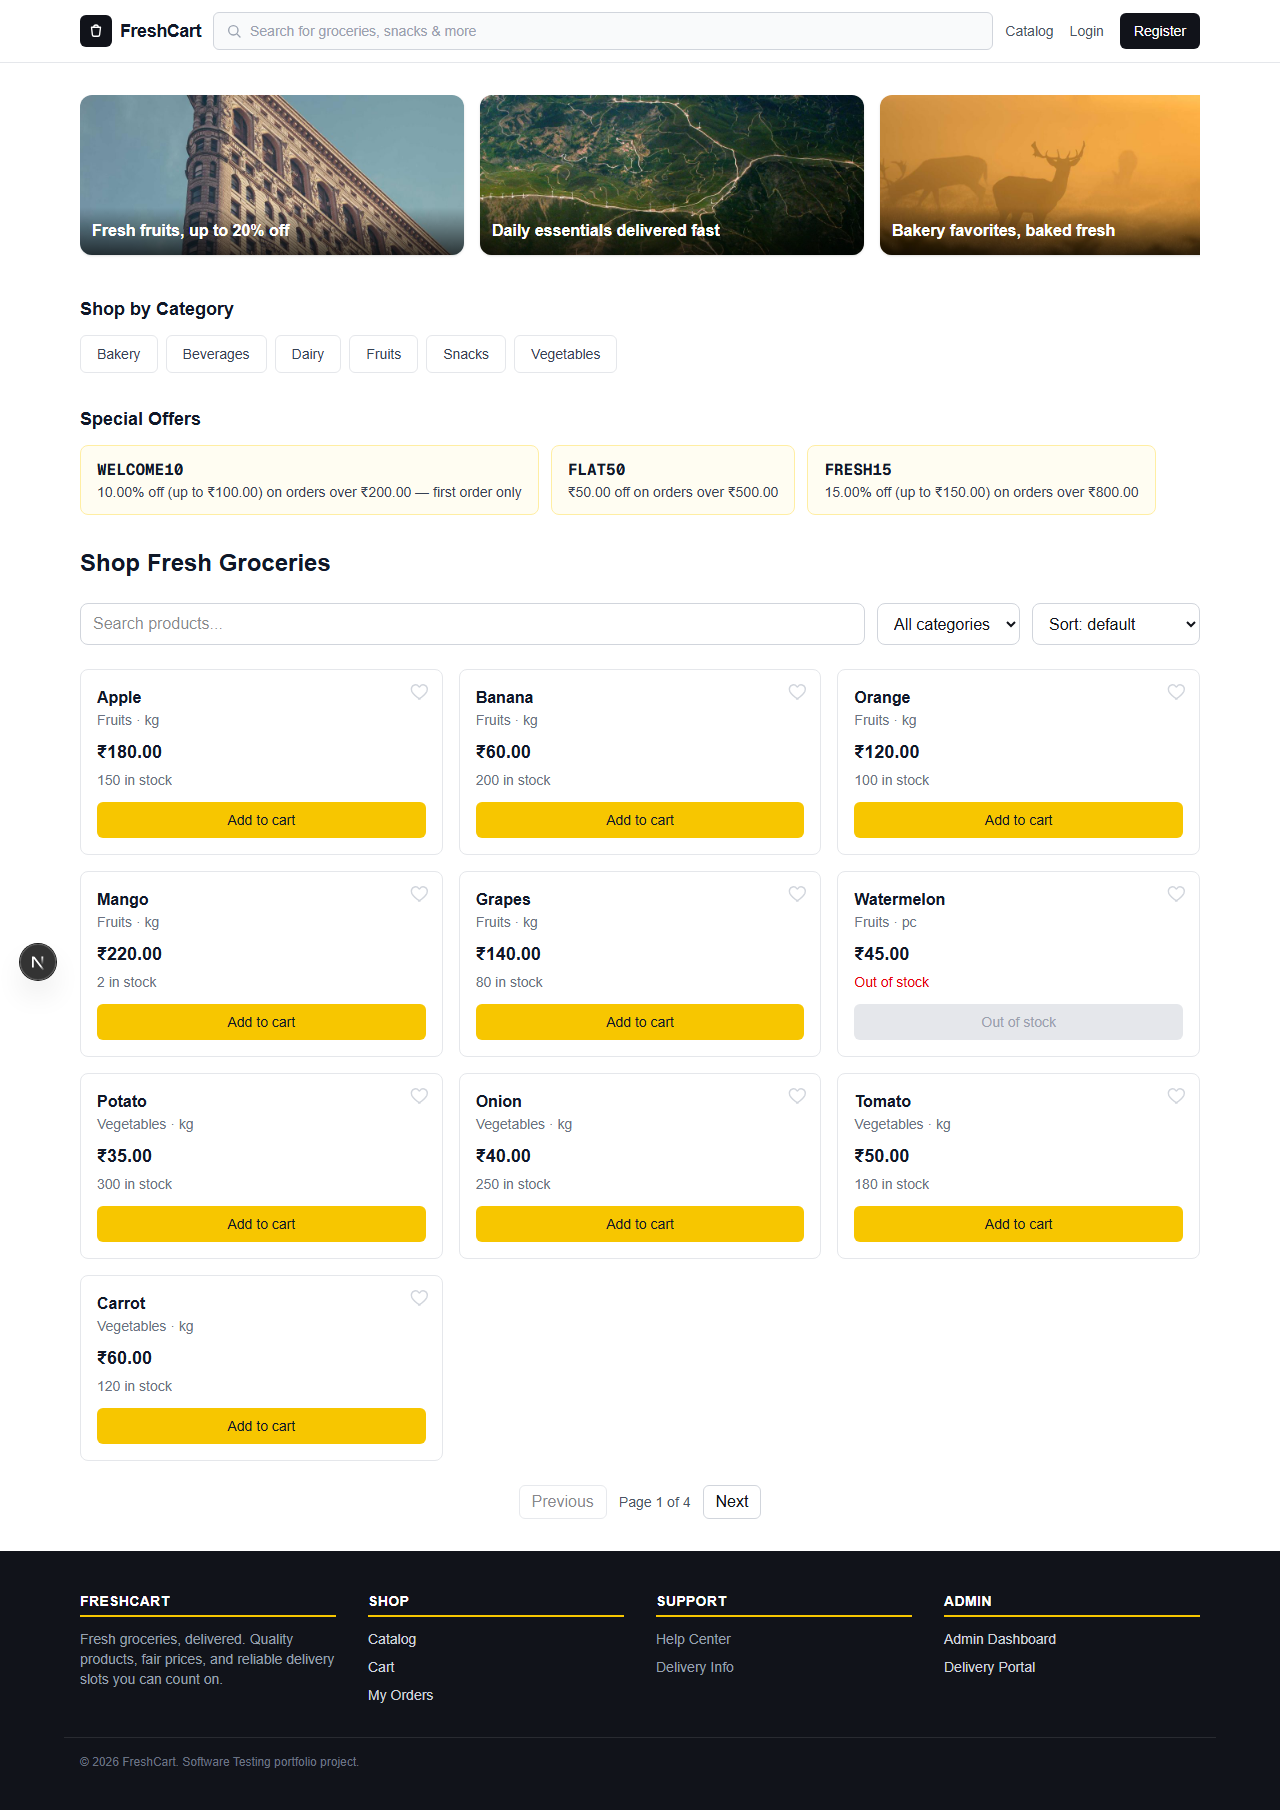 FreshCart
Search for groceries, snacks & more
Catalog
Login
Register
Fresh fruits, up to 20% off
Daily essentials delivered fast
Bakery favorites, baked fresh
Shop by Category
Bakery
Beverages
Dairy
Fruits
Snacks
Vegetables
Special Offers
WELCOME10
10.00% off (up to ₹100.00) on orders over ₹200.00 — first order only
FLAT50
₹50.00 off on orders over ₹500.00
FRESH15
15.00% off (up to ₹150.00) on orders over ₹800.00
Shop Fresh Groceries
Search products...
All categories
Sort: default
Apple
Fruits · kg
₹180.00
150 in stock
Add to cart
Banana
Fruits · kg
₹60.00
200 in stock
Add to cart
Orange
Fruits · kg
₹120.00
100 in stock
Add to cart
Mango
Fruits · kg
₹220.00
2 in stock
Add to cart
Grapes
Fruits · kg
₹140.00
80 in stock
Add to cart
Watermelon
Fruits · pc
₹45.00
Out of stock
Out of stock
N
Potato
Vegetables · kg
₹35.00
300 in stock
Add to cart
Onion
Vegetables · kg
₹40.00
250 in stock
Add to cart
Tomato
Vegetables · kg
₹50.00
180 in stock
Add to cart
Carrot
Vegetables · kg
₹60.00
120 in stock
Add to cart
Previous
Page 1 of 4
Next
FRESHCART
Fresh groceries, delivered. Quality
products, fair prices, and reliable delivery
slots you can count on.
SHOP
Catalog
Cart
My Orders
SUPPORT
Help Center
Delivery Info
ADMIN
Admin Dashboard
Delivery Portal
© 2026 FreshCart. Software Testing portfolio project.